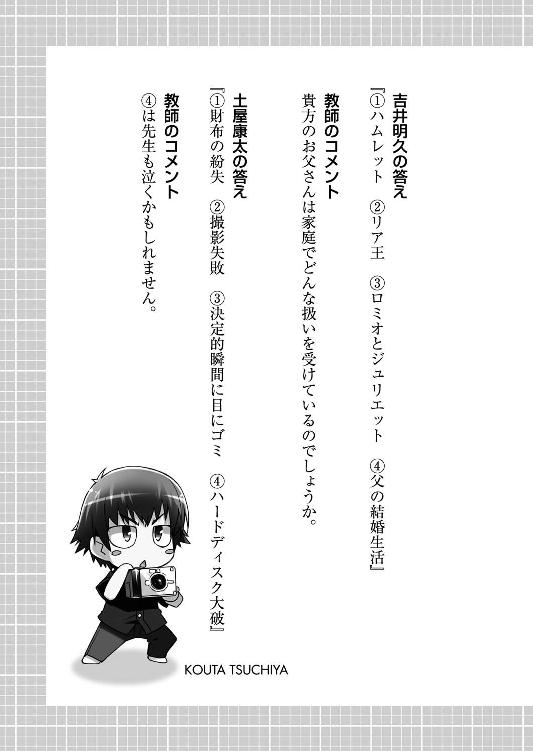 吉井明久の答え
『①ハムレット　②リア王　③ロミオとジュリエット　④父の結婚生活』
教師のコメント
貴方のお父さんは家庭でどんな扱いを受けているのでしょうか。
土屋康太の答え
『①財布の紛失　②撮影失敗　③決定的瞬間に目にゴミ　④ハードディスク大破』
教師のコメント
④は先生も泣くかもしれません。
KOUTA TSUCHIYA